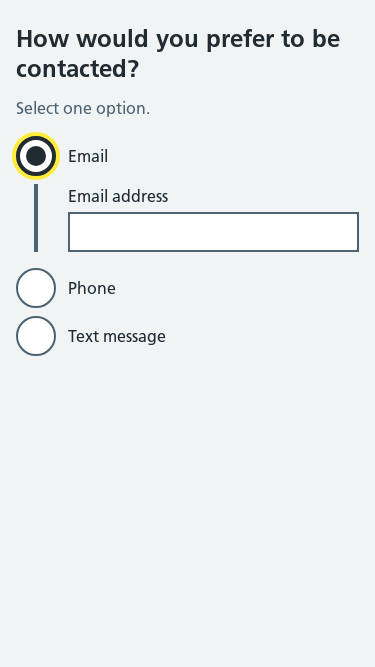 How would you prefer to be
contacted?
Select one option.
Email
Email address
Phone
Text message